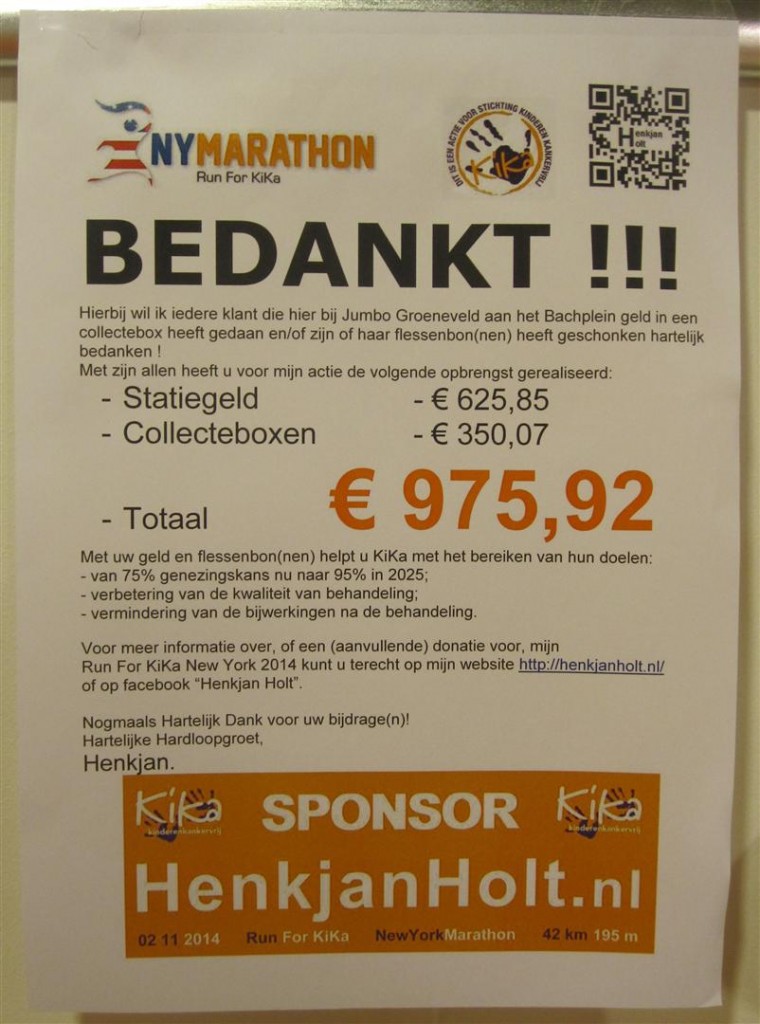 NYMARATHON
Run For KiKa
DIT IS EEN ACTIE VOOR STICHTING KINDEREN KANKERVRIJ
KiKa
Henkjan
Holt
BEDANKT !!!
Hierbij wil ik iedere klant die hier bij Jumbo Groeneveld aan het Bachplein geld in een
collectebox heeft gedaan en/of zijn of haar flessenbon(nen) heeft geschonken hartelijk
bedanken !
Met zijn allen heeft u voor mijn actie de volgende opbrengst gerealiseerd:
- Statiegeld - € 625,85
- Collecteboxen - € 350,07
- Totaal € 975,92
Met uw geld en flessenbon(nen) helpt u KiKa met het bereiken van hun doelen:
- van 75% genezingskans nu naar 95% in 2025;
- verbetering van de kwaliteit van behandeling;
- vermindering van de bijwerkingen na de behandeling.
Voor meer informatie over, of een (aanvullende) donatie voor, mijn
Run For KiKa New York 2014 kunt u terecht op mijn website http://henkjanholt.nl/
of op facebook “Henkjan Holt”.
Nogmaals Hartelijk Dank voor uw bijdrage(n)!
Hartelijke Hardloopgroet,
Henkjan.
KiKa SPONSOR KiKa
kinderenkankervrij kinderenkankervrij
HenkjanHolt.nl
02 11 2014 Run For KiKa NewYorkMarathon 42 km 195 m